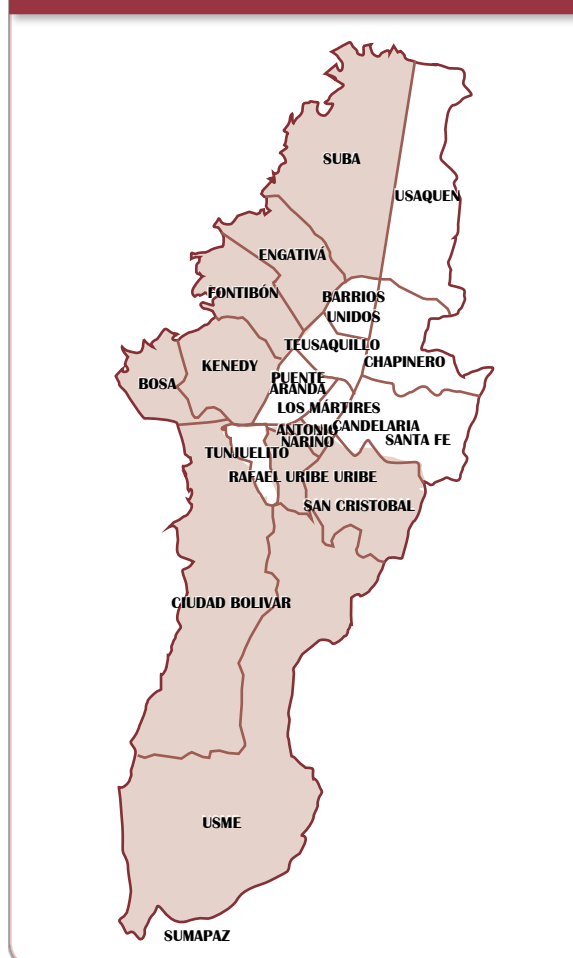 SUBA
USAQUEN
ENGATIVÁ
FONTIBÓN
BARRIOS
UNIDOS
TEUSAQUILLO
CHAPINERO
KENEDY
BOSA
PUENTE
ARANDA
LOS MÁRTIRES
CANDELARIA
ANTONIO
NARIÑO
SANTA FE
TUNJUELITO
RAFAEL URIBE URIBE
SAN CRISTOBAL
CIUDAD BOLIVAR
USME
SUMAPAZ